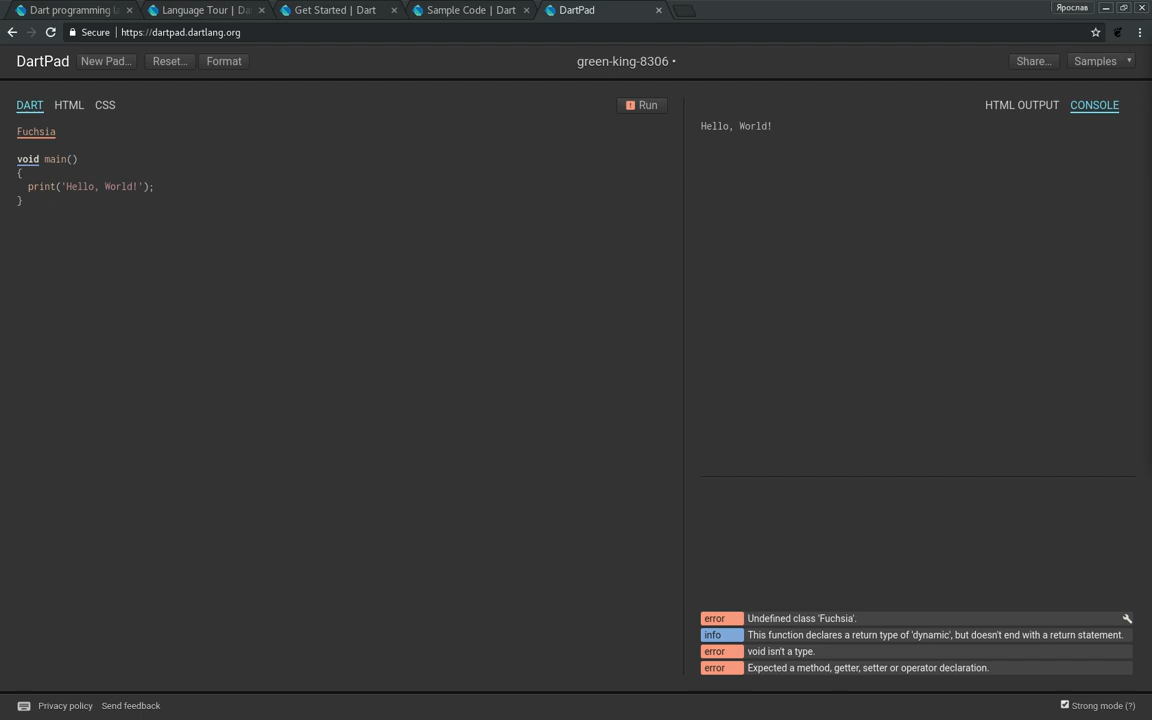 Dart programming la
Language Tour | Da
Get Started | Dart
Sample Code | Dart
DartPad
Ярослав
Secure
https://dartpad.dartlang.org
DartPad
New Pad...
Reset...
Format
green-king-8306 •
Share...
Samples
DART
HTML
CSS
Run
HTML OUTPUT
CONSOLE
Fuchsia
void main()
{
print('Hello, World!');
}
Hello, World!
error Undefined class 'Fuchsia'.
info This function declares a return type of 'dynamic', but doesn't end with a return statement.
error void isn't a type.
error Expected a method, getter, setter or operator declaration.
Privacy policy
Send feedback
Strong mode (?)